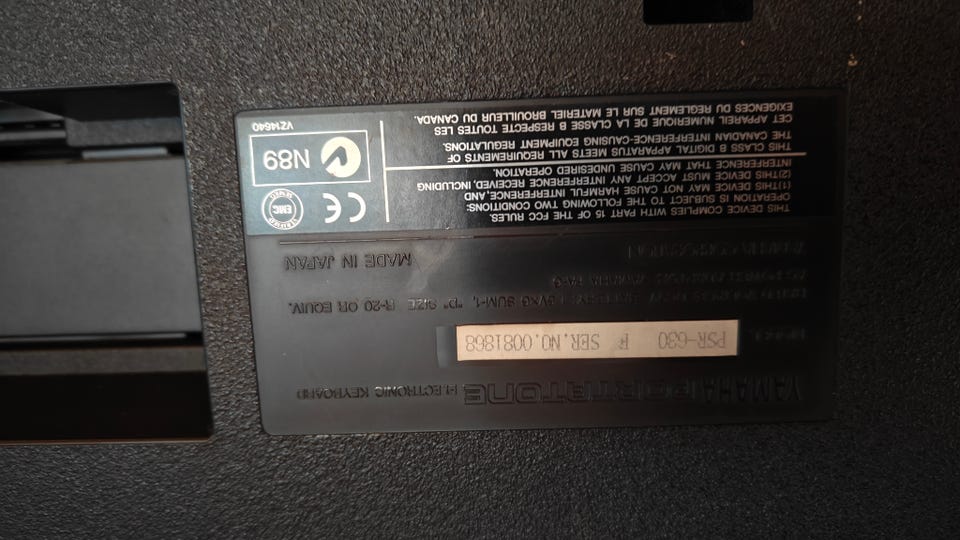 YAMAHA PORTATONE ELECTRONIC KEYBOARD
PSR-630 SER.NO.0081868
"D" SIZE R-20 OR EQUIV.
MADE IN JAPAN
THIS DEVICE COMPLIES WITH PART 15 OF THE FCC RULES.
OPERATION IS SUBJECT TO THE FOLLOWING TWO CONDITIONS:
(1)THIS DEVICE MAY NOT CAUSE HARMFUL INTERFERENCE,AND
(2)THIS DEVICE MUST ACCEPT ANY INTERFERENCE RECEIVED,INCLUDING
INTERFERENCE THAT MAY CAUSE UNDESIRED OPERATION.
THIS CLASS B DIGITAL APPARATUS MEETS ALL REQUIREMENTS OF
THE CANADIAN INTERFERENCE-CAUSING EQUIPMENT REGULATIONS.
CET APPAREIL NUMERIQUE DE LA CLASSE B RESPECTE TOUTES LES
EXIGENCES DU REGLEMENT SUR LE MATERIEL BROUILLEUR DU CANADA.
CE
EMC
N89
VZ14640